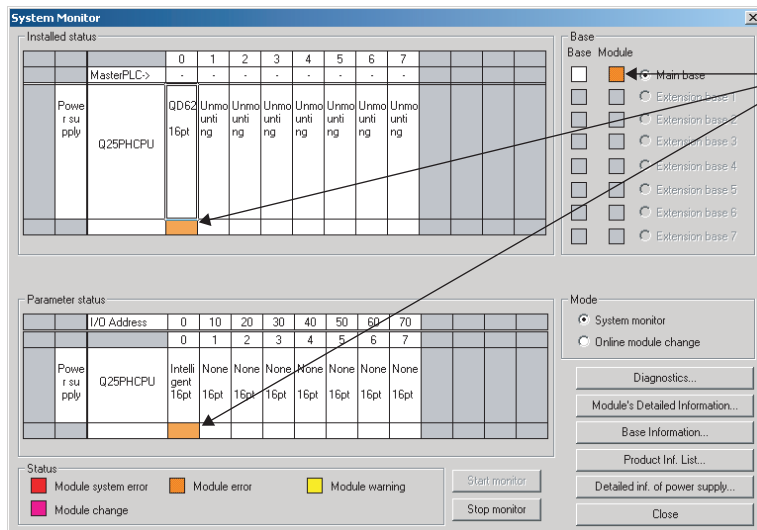 System Monitor
Installed status
0 1 2 3 4 5 6 7
MasterPLC-> - - - - - - - -
Powe QD62 Unmo Unmo Unmo Unmo Unmo Unmo Unmo
r su unti unti unti unti unti unti unti
pply Q25PHCPU 16pt ng ng ng ng ng ng ng
Base
Base Module
Main base
Extension base 1
Extension base 2
Extension base 3
Extension base 4
Extension base 5
Extension base 6
Extension base 7
Parameter status
I/O Address 0 10 20 30 40 50 60 70
0 1 2 3 4 5 6 7
Powe Intelli None None None None None None None
r su Q25PHCPU gent
pply 16pt 16pt 16pt 16pt 16pt 16pt 16pt 16pt
Mode
System monitor
Online module change
Diagnostics...
Module's Detailed Information...
Base Information...
Product Inf. List...
Detailed inf. of power supply...
Close
Status
Module system error Module error Module warning
Module change
Start monitor
Stop monitor